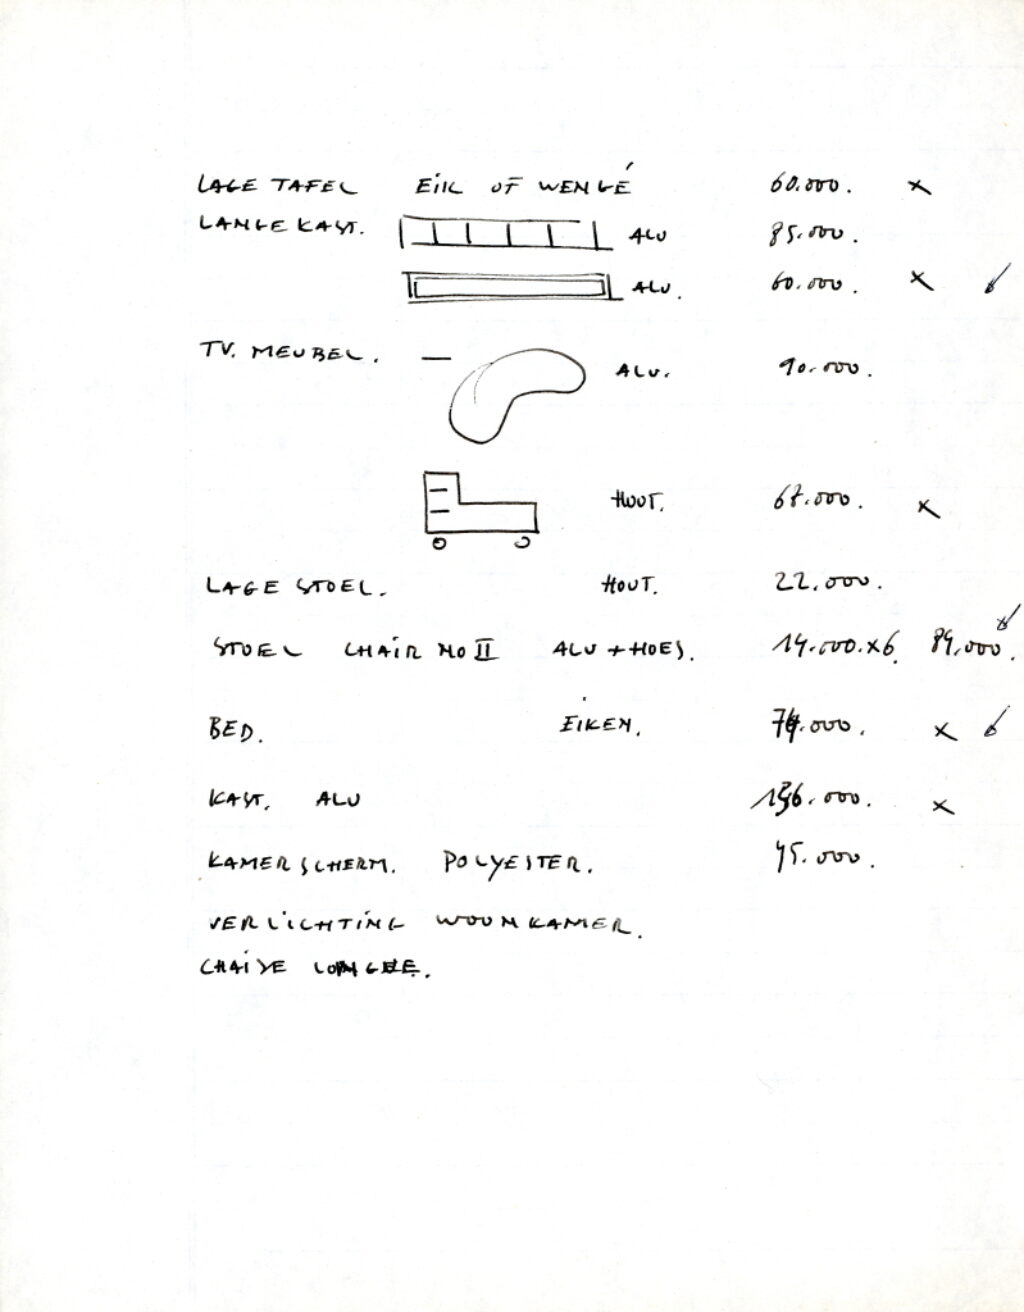 LAGE TAFEL EIK OF WENGÉ 60.000. x
LANGE KAST. ALU 85.000.
ALU. 60.000. x
TV. MEUBEL. — ALU. 90.000.
HOUT. 67.000. x
LAGE STOEL. HOUT. 22.000.
STOEL CHAIR NO II ALU + HOES. 14.000.x6. 84.000.
BED. EIKEN. 74.000. x
KAST. ALU 136.000. x
KAMERSCHERM. POLYESTER. 45.000.
VERLICHTING WOONKAMER.
CHAISE LONGUE.